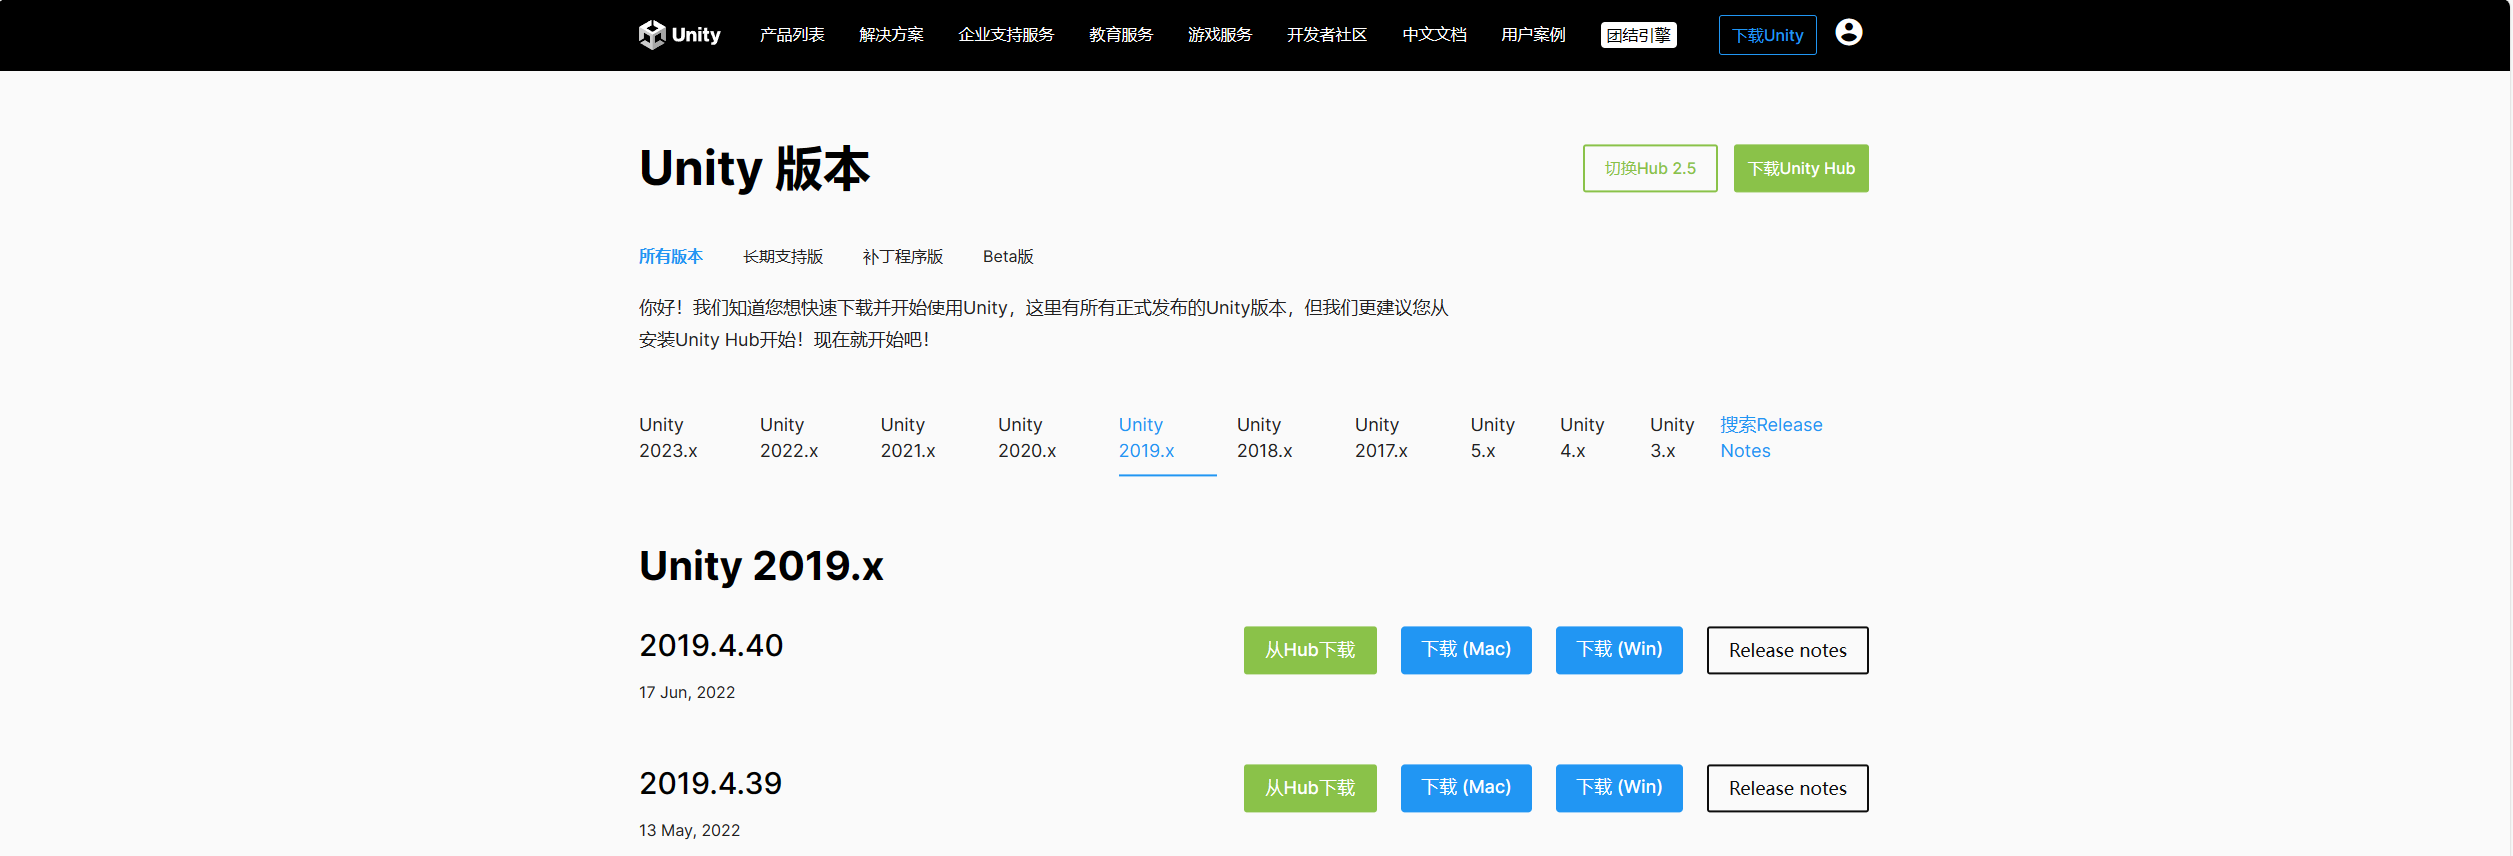 Unity 产品列表 解决方案 企业支持服务 教育服务 游戏服务 开发者社区 中文文档 用户案例 团结引擎 下载Unity
Unity 版本
切换Hub 2.5 下载Unity Hub
所有版本 长期支持版 补丁程序版 Beta版
你好！我们知道您想快速下载并开始使用Unity，这里有所有正式发布的Unity版本，但我们更建议您从
安装Unity Hub开始！现在就开始吧！
Unity 2023.x
Unity 2022.x
Unity 2021.x
Unity 2020.x
Unity 2019.x
Unity 2018.x
Unity 2017.x
Unity 5.x
Unity 4.x
Unity 3.x
搜索Release Notes
Unity 2019.x
2019.4.40
从Hub下载 下载 (Mac) 下载 (Win) Release notes
17 Jun, 2022
2019.4.39
从Hub下载 下载 (Mac) 下载 (Win) Release notes
13 May, 2022